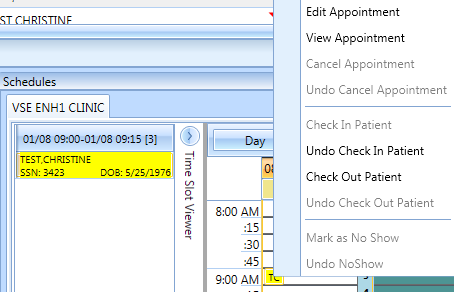 TEST CHRISTINE
Edit Appointment
View Appointment
Cancel Appointment
Undo Cancel Appointment
Check In Patient
Undo Check In Patient
Check Out Patient
Undo Check Out Patient
Mark as No Show
Undo NoShow
Schedules
VSE ENH1 CLINIC
01/08 09:00-01/08 09:15 [3]
TEST,CHRISTINE
SSN: 3423 DOB: 5/25/1976
Time Slot Viewer
Day
8:00 AM
:15
:30
:45
9:00 AM